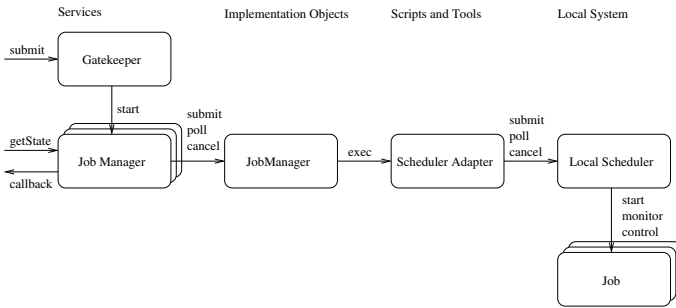 Services
Implementation Objects
Scripts and Tools
Local System
submit
Gatekeeper
start
getState
callback
Job Manager
submit
poll
cancel
JobManager
exec
Scheduler Adapter
submit
poll
cancel
Local Scheduler
start
monitor
control
Job